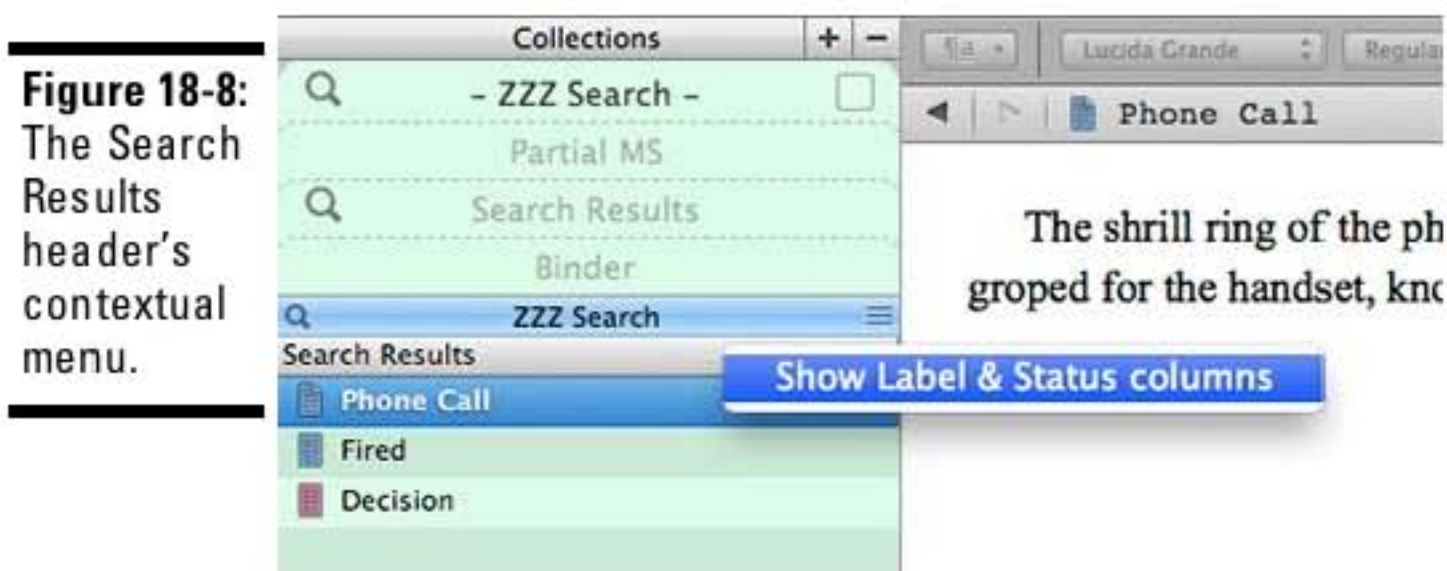 Figure 18-8:
The Search
Results
header's
contextual
menu.
Collections + −
– ZZZ Search –
Partial MS
Search Results
Binder
ZZZ Search
Search Results
Phone Call
Fired
Decision
Show Label & Status columns
¶a Lucida Grande Regular
Phone Call
The shrill ring of the ph
groped for the handset, kno